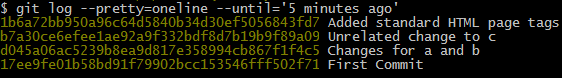 $ git log --pretty=oneline --until='5 minutes ago'
1b6a72bb950a96c64d5840b34d30ef5056843fd7 Added standard HTML page tags
b7a30ce6efee1ae92a9f332bdf8d7b19b9f89a09 Unrelated change to c
d045a06ac5239b8ea9d817e358994cb867f1f4c5 Changes for a and b
17ee9fe01b58bd91f79902bcc153546fff502f71 First Commit